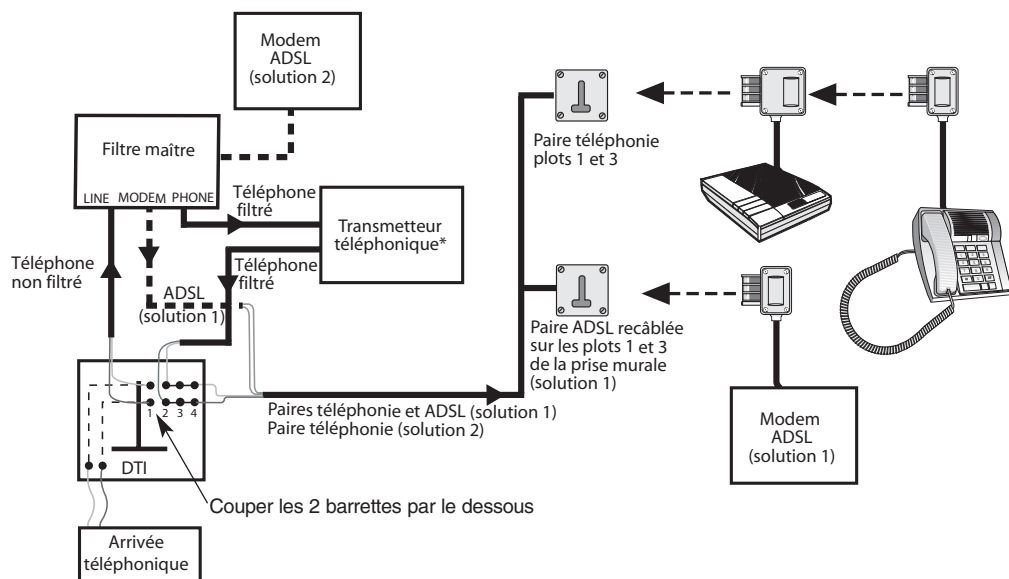 Modem
ADSL
(solution 2)
Filtre maître
LINE MODEM PHONE
Téléphone
filtré
Transmetteur
téléphonique*
Téléphone
non filtré
Téléphone
filtré
ADSL
(solution 1)
Paire téléphonie
plots 1 et 3
Paire ADSL recâblée
sur les plots 1 et 3
de la prise murale
(solution 1)
1 2 3 4
Paires téléphonie et ADSL (solution 1)
Paire téléphonie (solution 2)
Modem
ADSL
(solution 1)
DTI
Couper les 2 barrettes par le dessous
Arrivée
téléphonique